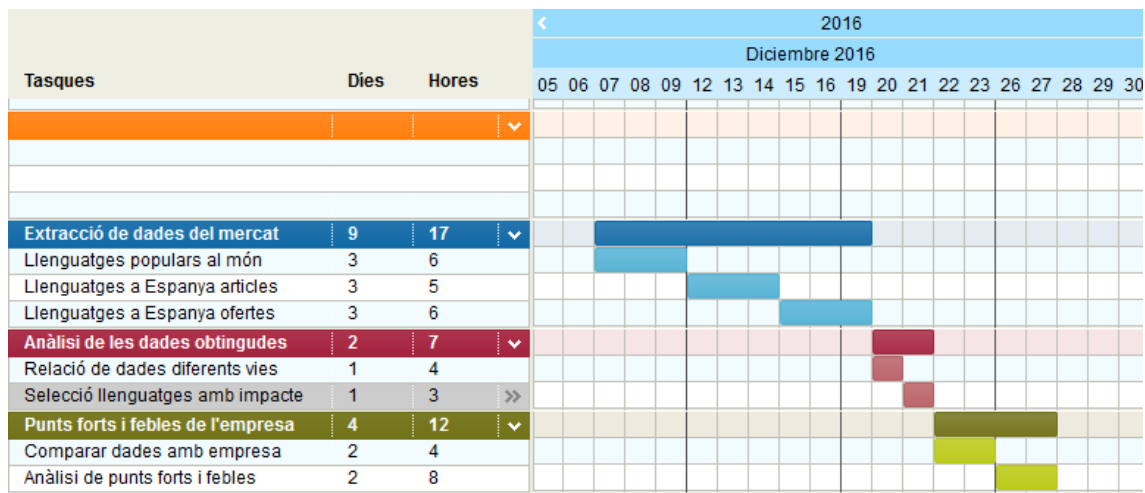 2016
Diciembre 2016
Tasques Dies Hores 05 06 07 08 09 12 13 14 15 16 19 20 21 22 23 26 27 28 29 30
Extracció de dades del mercat 9 17
Llenguatges populars al món 3 6
Llenguatges a Espanya articles 3 5
Llenguatges a Espanya ofertes 3 6
Anàlisi de les dades obtingudes 2 7
Relació de dades diferents vies 1 4
Selecció llenguatges amb impacte 1 3
Punts forts i febles de l'empresa 4 12
Comparar dades amb empresa 2 4
Anàlisi de punts forts i febles 2 8